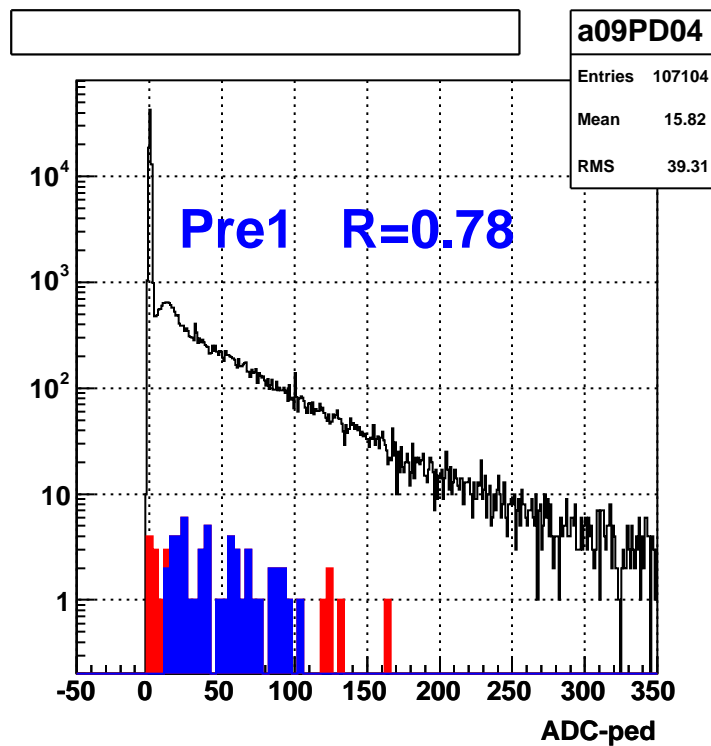 a09PD04
Entries 107104
Mean 15.82
RMS 39.31
Pre1 R=0.78
10^4
10^3
10^2
10
1
-50 0 50 100 150 200 250 300 350
ADC-ped